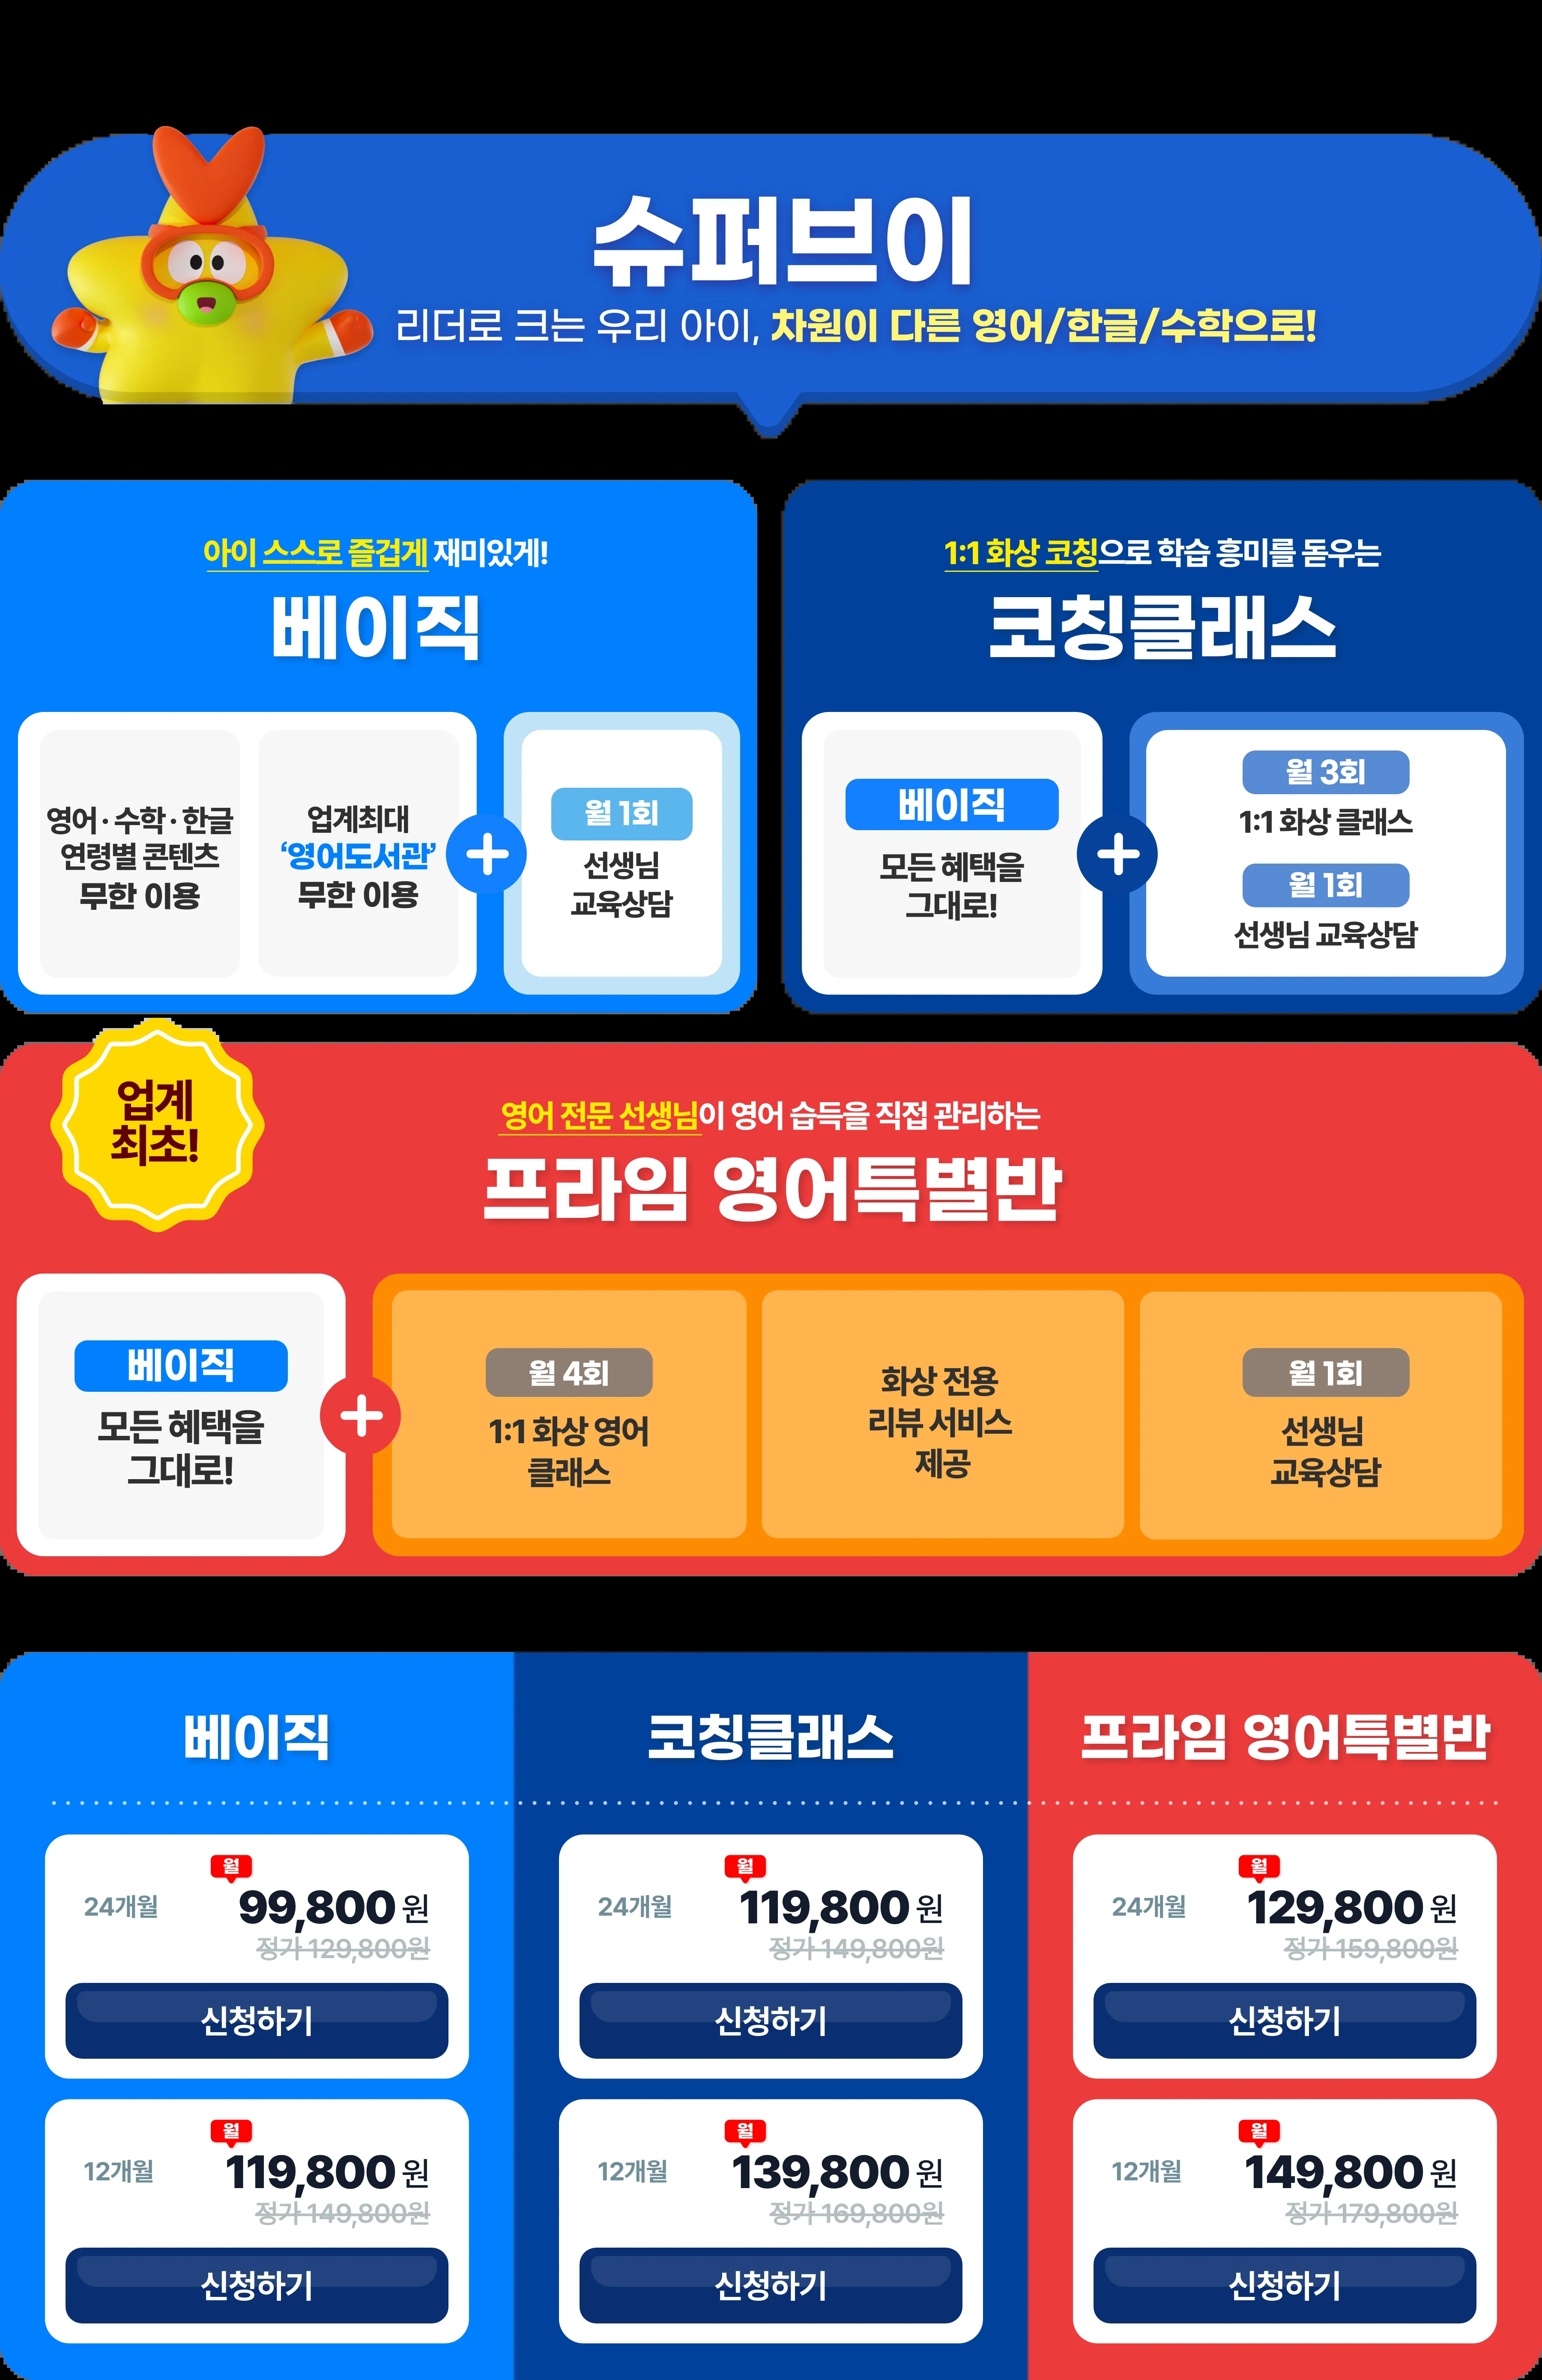 슈퍼브이
리더로 크는 우리 아이, 차원이 다른 영어/한글/수학으로!
아이 스스로 즐겁게 재미있게!
베이직
영어·수학·한글
연령별 콘텐츠
무한 이용
업계최대
‘영어도서관’
무한 이용
월 1회
선생님
교육상담
1:1 화상 코칭으로 학습 흥미를 돋우는
코칭클래스
베이직
모든 혜택을
그대로!
월 3회
1:1 화상 클래스
월 1회
선생님 교육상담
업계
최초!
영어 전문 선생님이 영어 습득을 직접 관리하는
프라임 영어특별반
베이직
모든 혜택을
그대로!
월 4회
1:1 화상 영어
클래스
화상 전용
리뷰 서비스
제공
월 1회
선생님
교육상담
베이직
월
24개월 99,800 원
정가 129,800원
신청하기
월
12개월 119,800 원
정가 149,800원
신청하기
코칭클래스
월
24개월 119,800 원
정가 149,800원
신청하기
월
12개월 139,800 원
정가 169,800원
신청하기
프라임 영어특별반
월
24개월 129,800 원
정가 159,800원
신청하기
월
12개월 149,800 원
정가 179,800원
신청하기